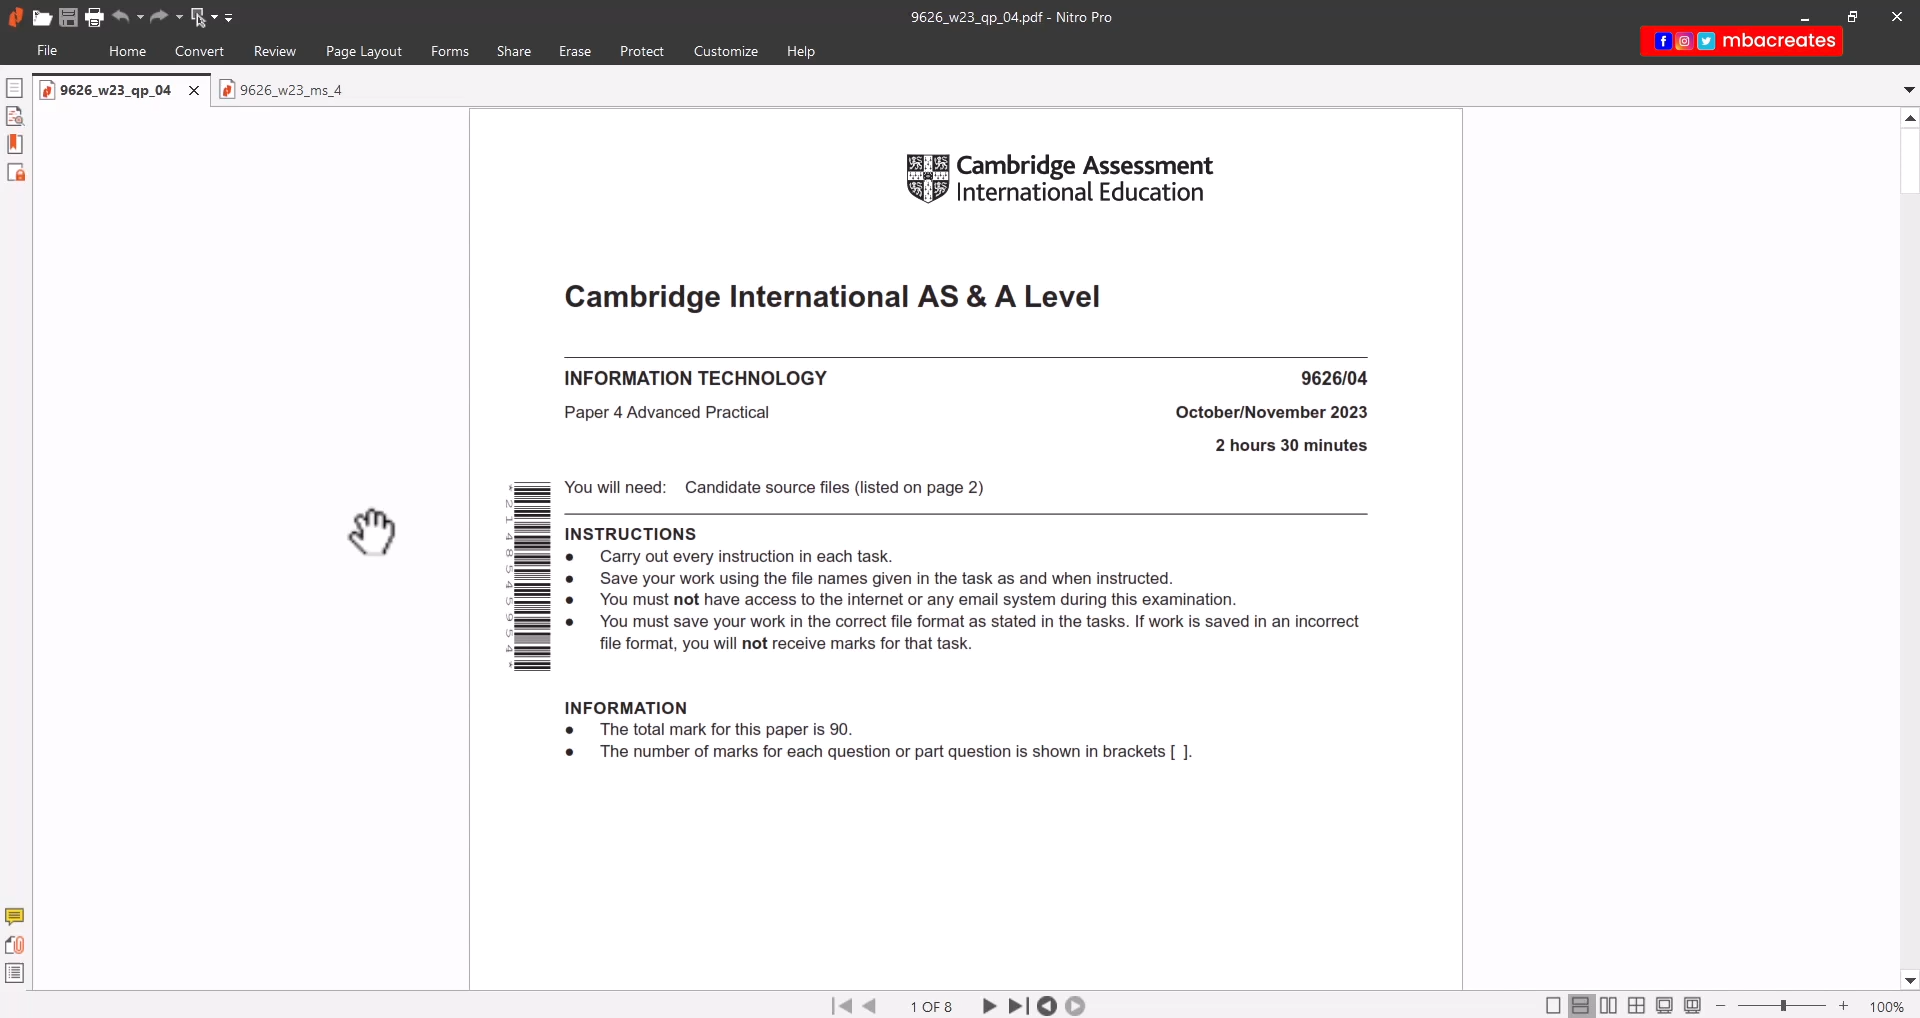 9626_w23_qp_04.pdf - Nitro Pro
File Home Convert Review Page Layout Forms Share Erase Protect Customize Help
mbacreates
9626_w23_qp_04 9626_w23_ms_4
Cambridge Assessment
International Education
Cambridge International AS & A Level
INFORMATION TECHNOLOGY 9626/04
Paper 4 Advanced Practical October/November 2023
2 hours 30 minutes
You will need: Candidate source files (listed on page 2)
*2148545954*
INSTRUCTIONS
● Carry out every instruction in each task.
● Save your work using the file names given in the task as and when instructed.
● You must not have access to the internet or any email system during this examination.
● You must save your work in the correct file format as stated in the tasks. If work is saved in an incorrect
file format, you will not receive marks for that task.
INFORMATION
● The total mark for this paper is 90.
● The number of marks for each question or part question is shown in brackets [ ].
1 OF 8
100%